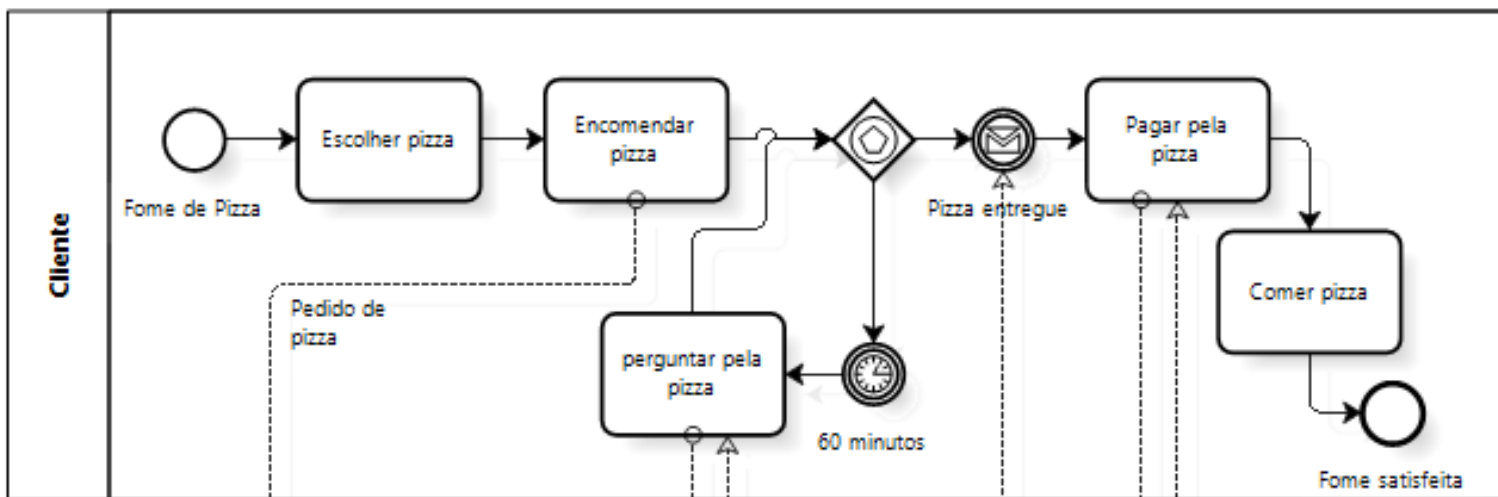 Cliente
Escolher pizza
Encomendar
pizza
Pagar pela
pizza
Fome de Pizza
Pizza entregue
Comer pizza
Pedido de
pizza
perguntar pela
pizza
60 minutos
Fome satisfeita